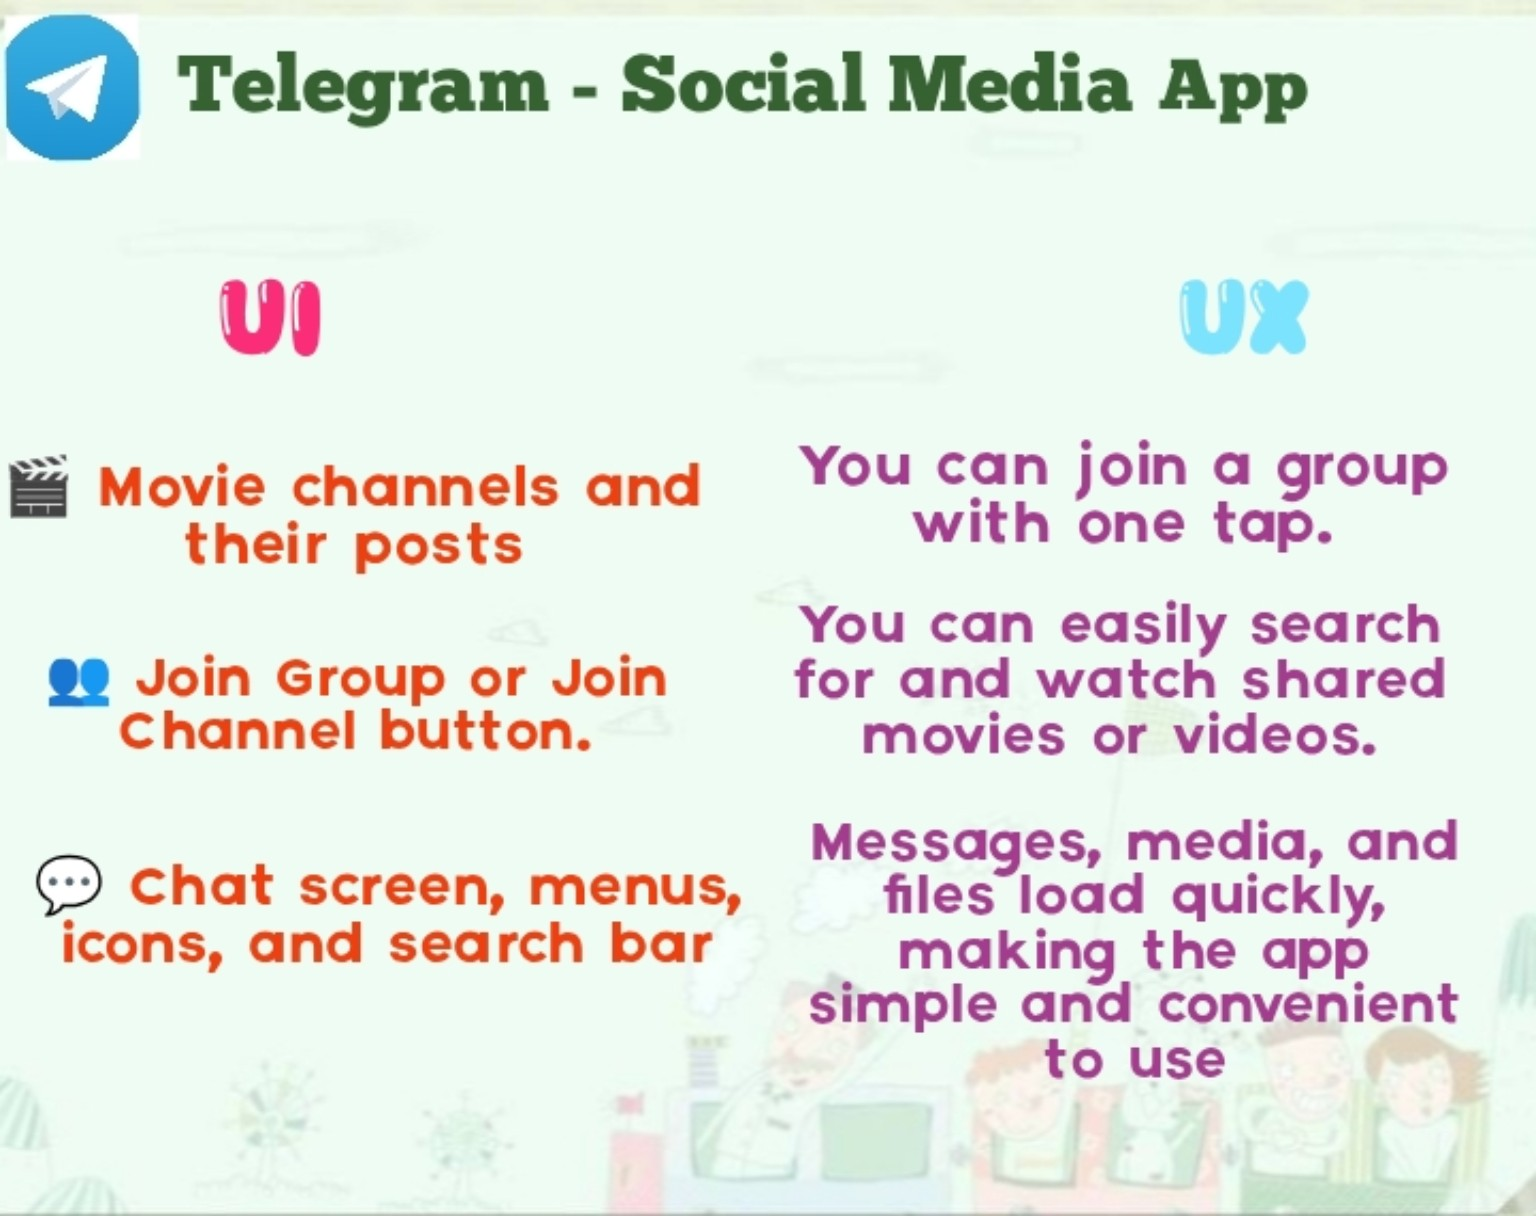 Telegram - Social Media App
UI
🎬 Movie channels and
their posts
👥 Join Group or Join
Channel button.
💬 Chat screen, menus,
icons, and search bar
UX
You can join a group
with one tap.
You can easily search
for and watch shared
movies or videos.
Messages, media, and
files load quickly,
making the app
simple and convenient
to use